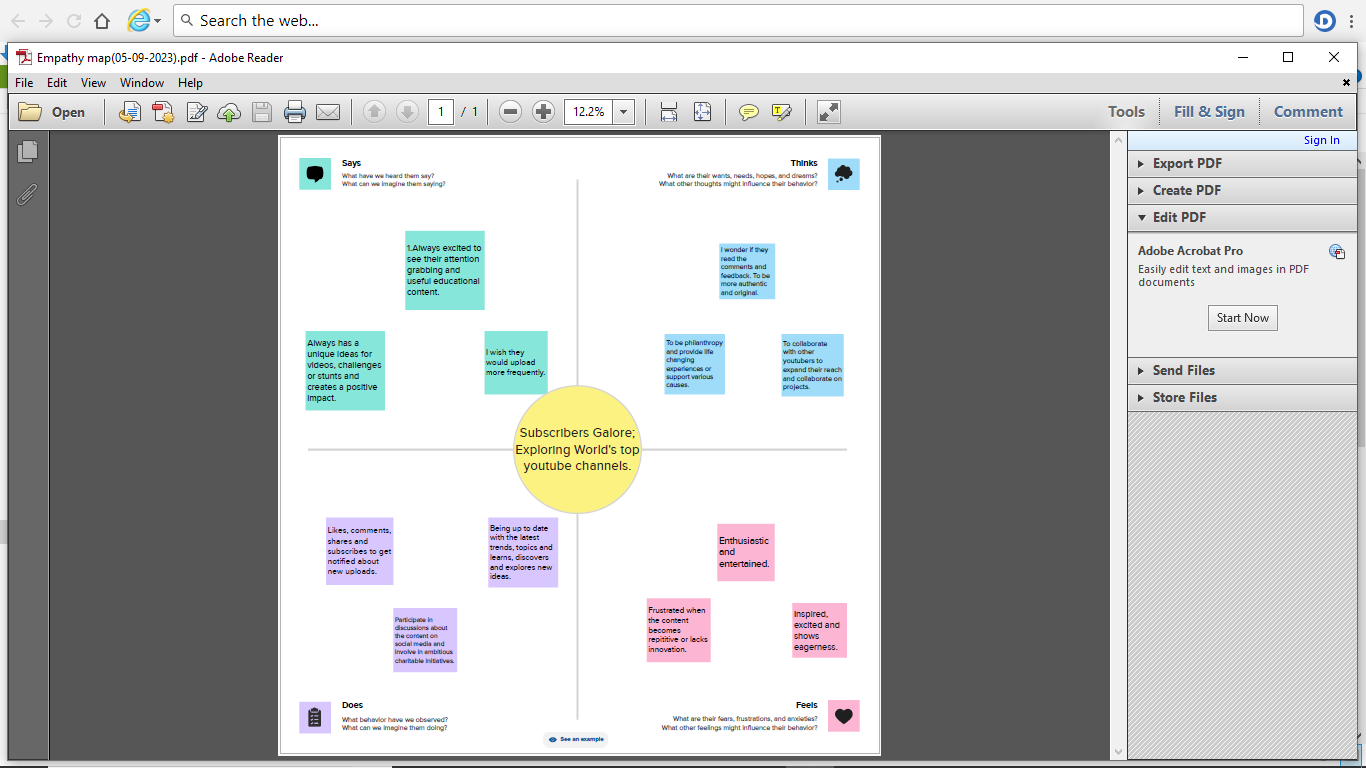 Search the web...
Empathy map(05-09-2023).pdf - Adobe Reader
File Edit View Window Help
Open 1 / 1 12.2% Tools Fill & Sign Comment
Sign In
Export PDF
Create PDF
Edit PDF
Adobe Acrobat Pro
Easily edit text and images in PDF
documents
Start Now
Send Files
Store Files
Says
What have we heard them say?
What can we imagine them saying?
Thinks
What are their wants, needs, hopes, and dreams?
What other thoughts might influence their behavior?
1.Always excited to
see their attention
grabbing and
useful educational
content.
Always has a
unique ideas for
videos, challenges
or stunts and
creates a positive
impact.
I wish they
would upload
more frequently.
I wonder if they
read the
comments and
feedback. To be
more authentic
and original.
To be philanthropy
and provide life
changing
experiences or
support various
causes.
To collaborate
with other
youtubers to
expand their reach
and collaborate on
projects.
Subscribers Galore;
Exploring World's top
youtube channels.
Likes, comments,
shares and
subscribes to get
notified about
new uploads.
Being up to date
with the latest
trends, topics and
learns, discovers
and explores new
ideas.
Participate in
discussions about
the content on
social media and
involve in ambitious
charitable initiatives.
Enthusiastic
and
entertained.
Frustrated when
the content
becomes
repititive or lacks
innovation.
Inspired,
excited and
shows
eagerness.
Does
What behavior have we observed?
What can we imagine them doing?
Feels
What are their fears, frustrations, and anxieties?
What other feelings might influence their behavior?
See an example